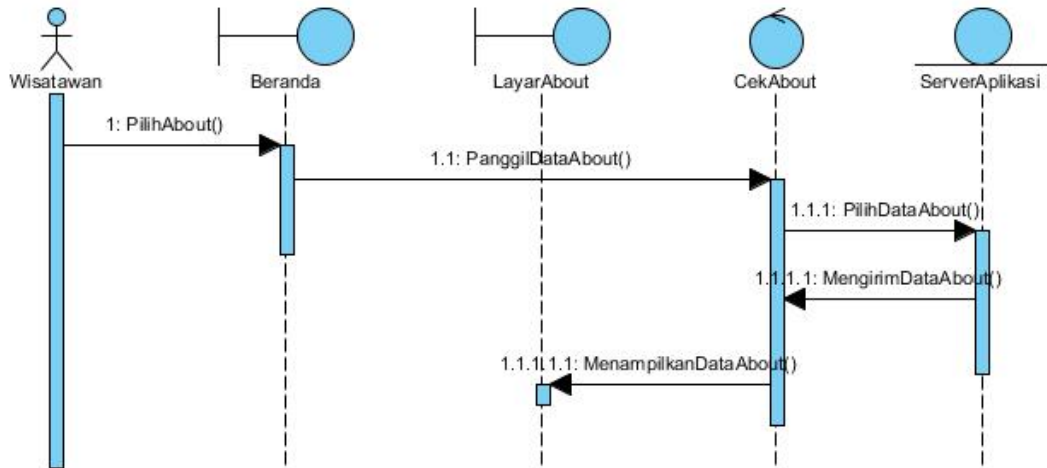 Wisatawan
Beranda
LayarAbout
CekAbout
ServerAplikasi
1: PilihAbout()
1.1: PanggilDataAbout()
1.1.1: PilihDataAbout()
1.1.1.1: MengirimDataAbout()
1.1.1.1.1: MenampilkanDataAbout()